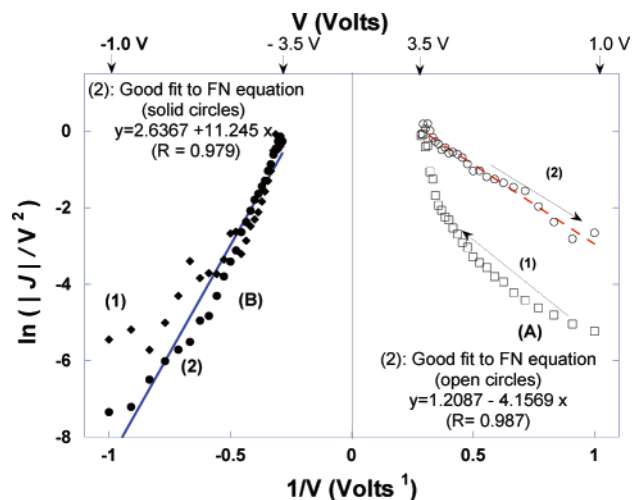 V (Volts)
-1.0 V
- 3.5 V
3.5 V
1.0 V
(2): Good fit to FN equation
(solid circles)
y=2.6367 +11.245 x
(R = 0.979)
(2)
(1)
(1)
(B)
(2)
(A)
(2): Good fit to FN equation
(open circles)
y=1.2087 - 4.1569 x
(R= 0.987)
ln ( | J | / V ² )
0
-2
-4
-6
-8
-1
-0.5
0
0.5
1
1/V (Volts ¹ )